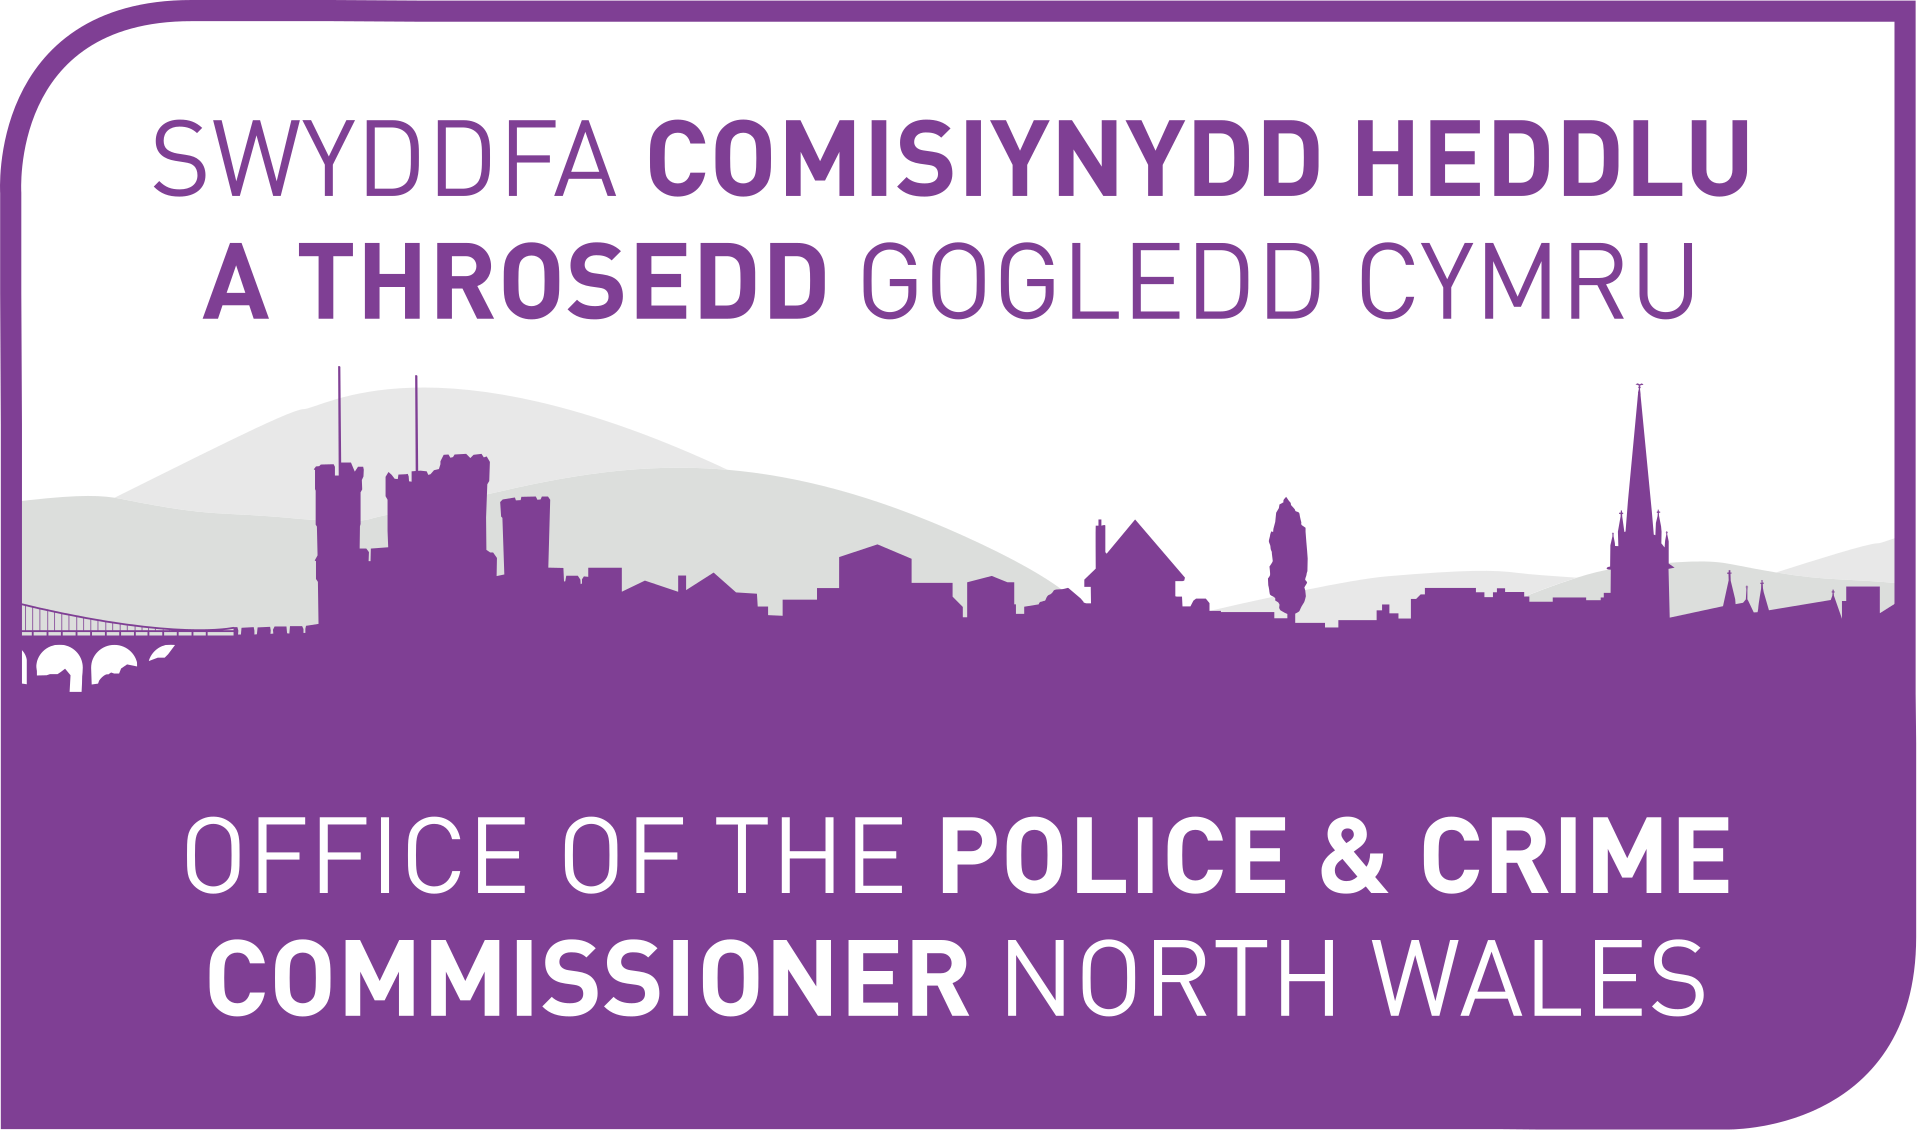 SWYDDFA COMISIYNYDD HEDDLU
A THROSEDD GOGLEDD CYMRU
OFFICE OF THE POLICE & CRIME
COMMISSIONER NORTH WALES